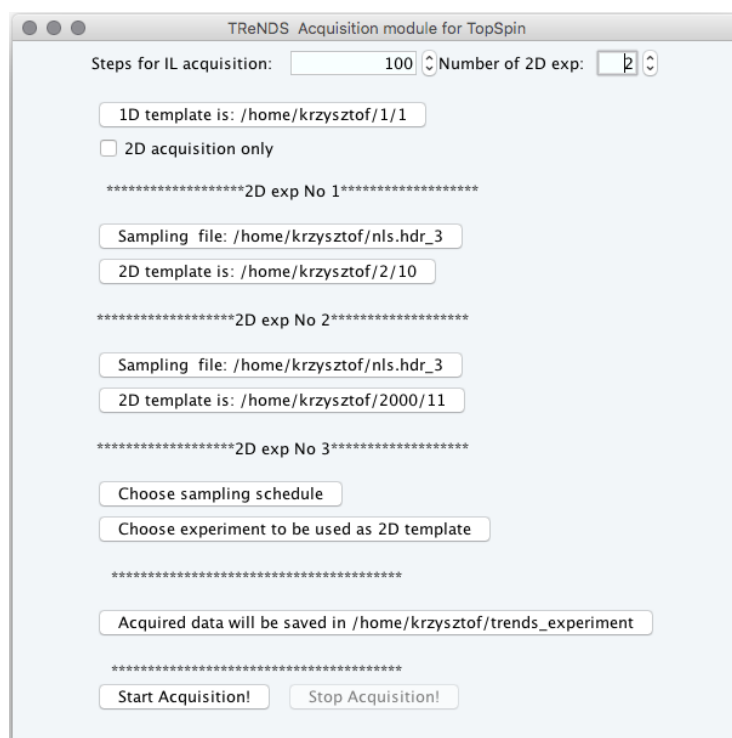 TReNDS Acquisition module for TopSpin
Steps for IL acquisition: 100 Number of 2D exp: 2
1D template is: /home/krzysztof/1/1
2D acquisition only
*******************2D exp No 1*******************
Sampling file: /home/krzysztof/nls.hdr_3
2D template is: /home/krzysztof/2/10
*******************2D exp No 2*******************
Sampling file: /home/krzysztof/nls.hdr_3
2D template is: /home/krzysztof/2000/11
*******************2D exp No 3*******************
Choose sampling schedule
Choose experiment to be used as 2D template
****************************************
Acquired data will be saved in /home/krzysztof/trends_experiment
****************************************
Start Acquisition! Stop Acquisition!